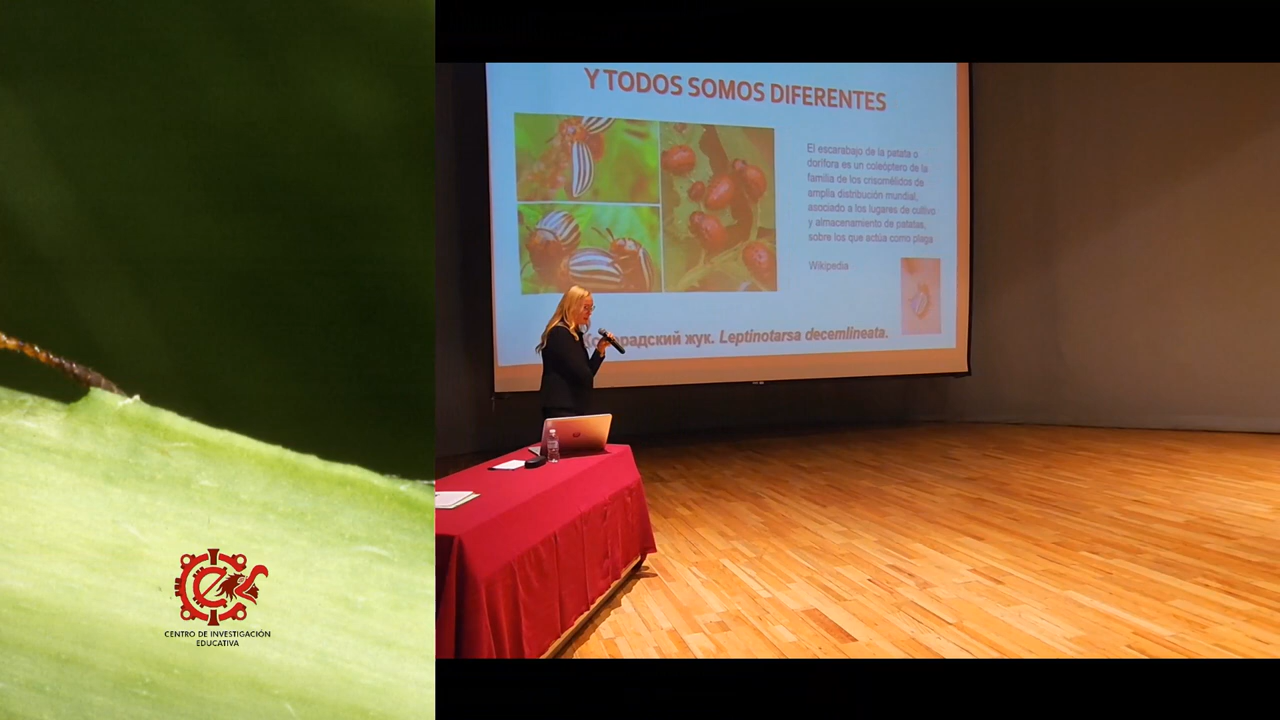 Y TODOS SOMOS DIFERENTES
El escarabajo de la patata o
dorífora es un coleóptero de la
familia de los crisomélidos de
amplia distribución mundial,
asociado a los lugares de cultivo
y almacenamiento de patatas,
sobre los que actúa como plaga
Wikipedia
жук. Leptinotarsa decemlineata.
CENTRO DE INVESTIGACIÓN
EDUCATIVA